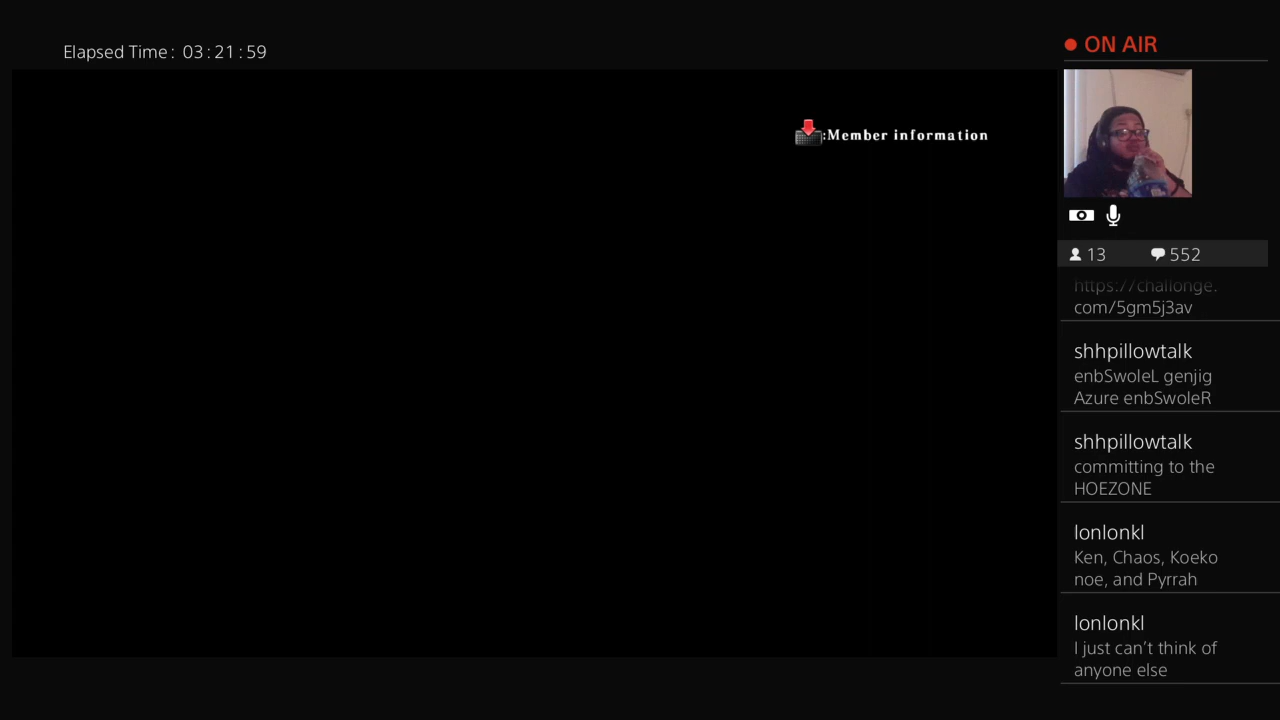 Elapsed Time: 03:21:59
ON AIR
:Member information
13 552
https://challonge.
com/5gm5j3av
shhpillowtalk
enbSwoleL genjig
Azure enbSwoleR
shhpillowtalk
committing to the
HOEZONE
lonlonkl
Ken, Chaos, Koeko
noe, and Pyrrah
lonlonkl
I just can't think of
anyone else